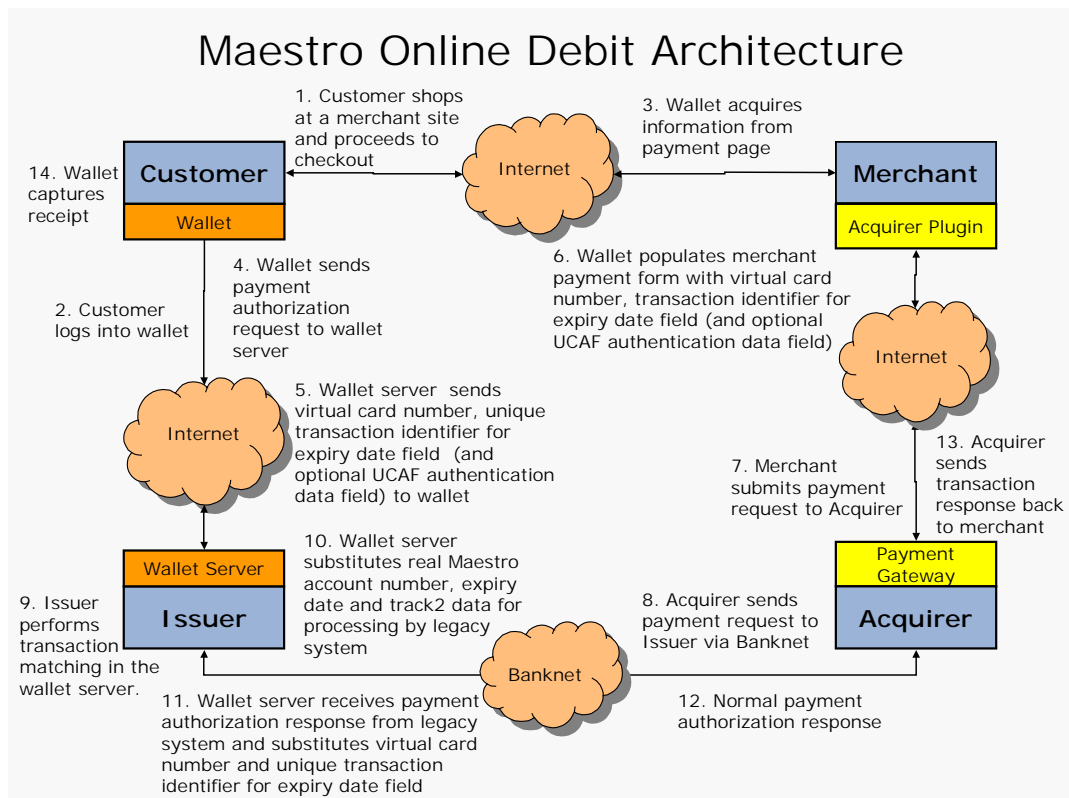 Maestro Online Debit Architecture
1. Customer shops
at a merchant site
and proceeds to
checkout
3. Wallet acquires
information from
payment page
Internet
14. Wallet
captures
receipt
Customer
Wallet
Merchant
Acquirer Plugin
4. Wallet sends
payment
authorization
request to wallet
server
2. Customer
logs into wallet
6. Wallet populates merchant
payment form with virtual card
number, transaction identifier for
expiry date field (and optional
UCAF authentication data field)
Internet
Internet
5. Wallet server sends
virtual card number, unique
transaction identifier for
expiry date field (and
optional UCAF authentication
data field) to wallet
7. Merchant
submits payment
request to Acquirer
13. Acquirer
sends
transaction
response back
to merchant
Wallet Server
Issuer
10. Wallet server
substitutes real Maestro
account number, expiry
date and track2 data for
processing by legacy
system
Payment
Gateway
Acquirer
9. Issuer
performs
transaction
matching in the
wallet server.
8. Acquirer sends
payment request to
Issuer via Banknet
Banknet
11. Wallet server receives payment
authorization response from legacy
system and substitutes virtual card
number and unique transaction
identifier for expiry date field
12. Normal payment
authorization response